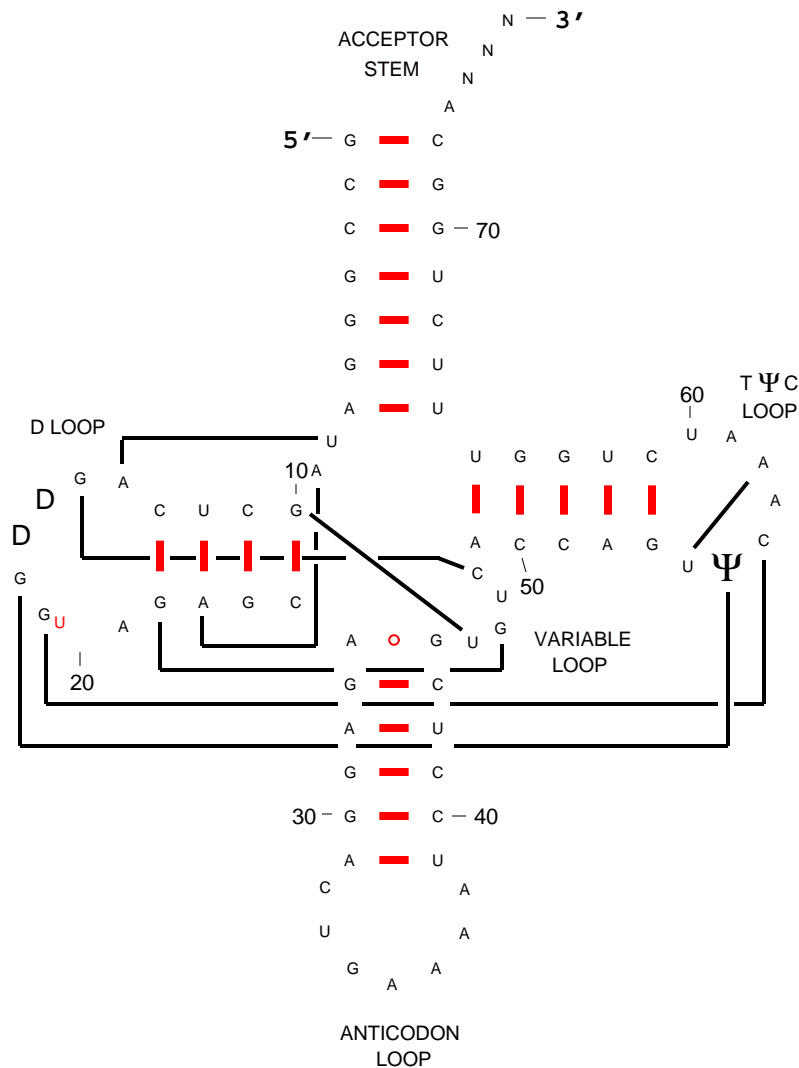 N – 3′
ACCEPTOR
STEM
N
N
A
5′ – G C
C G
C G – 70
G U
G C
G U
A U
60
T Ψ C
LOOP
D LOOP
U
U G G U C
U A
A
A
C
10
A
G A
D
D
C U C G
A C C A G
U Ψ
50
C
U
G
U
G
G U
A
20
G A G C
A G
VARIABLE
LOOP
G C
A U
G C
30 – G C – 40
A U
C A
U A
G A A
ANTICODON
LOOP